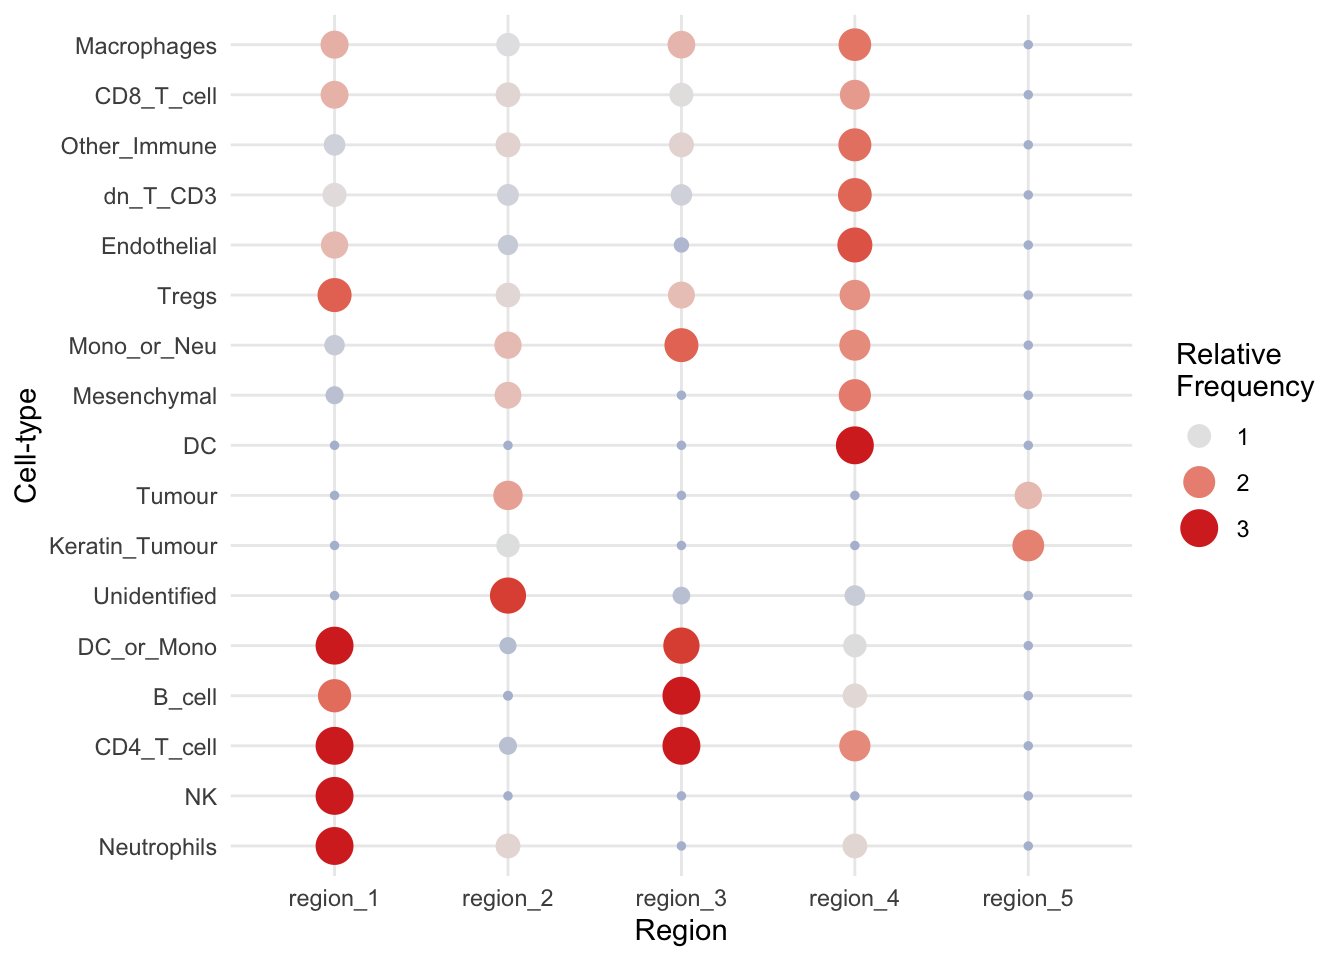 Macrophages
CD8_T_cell
Other_Immune
dn_T_CD3
Endothelial
Tregs
Mono_or_Neu
Mesenchymal
DC
Tumour
Keratin_Tumour
Unidentified
DC_or_Mono
B_cell
CD4_T_cell
NK
Neutrophils
Cell-type
region_1
region_2
region_3
region_4
region_5
Region
Relative
Frequency
1
2
3